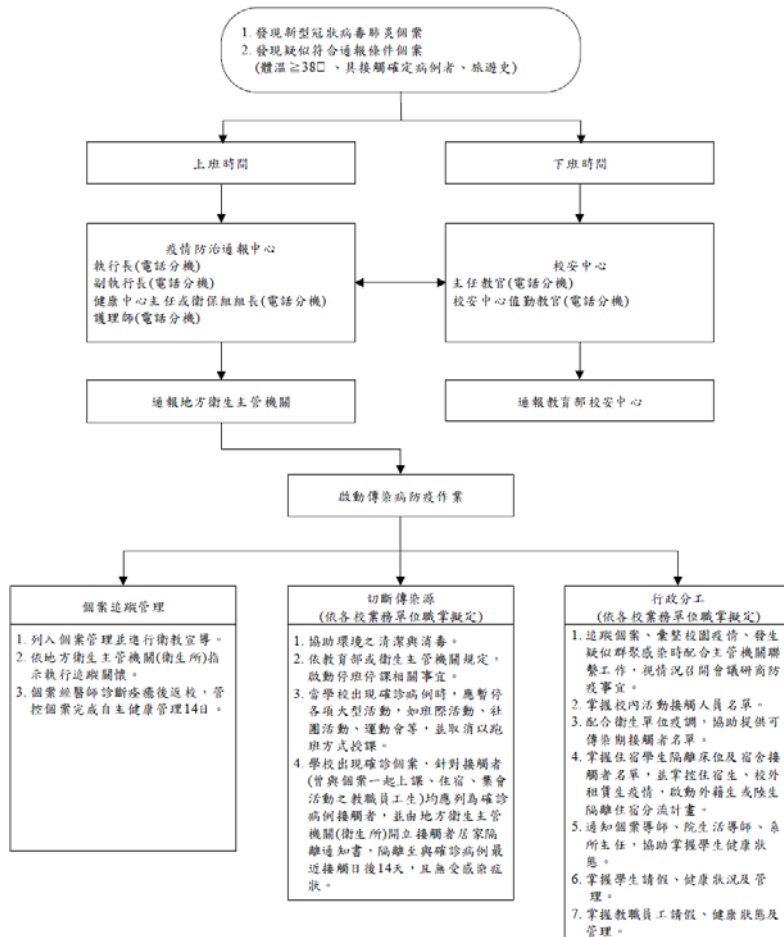 1. 發現新型冠狀病毒肺炎個案
2. 發現疑似符合通報條件個案
(體溫≧38□、具接觸確定病例者、旅遊史)
上班時間
下班時間
疫情防治通報中心
執行長(電話分機)
副執行長(電話分機)
健康中心主任或衛保組組長(電話分機)
護理師(電話分機)
校安中心
主任教官(電話分機)
校安中心值勤教官(電話分機)
通報地方衛生主管機關
通報教育部校安中心
啟動傳染病防疫作業
個案追蹤管理
1. 列入個案管理並進行衛教宣導。
2. 依地方衛生主管機關(衛生所)指
示執行追蹤關懷。
3. 個案經醫師診斷痊癒後返校,管
控個案完成自主健康管理14日。
切斷傳染源
(依各校業務單位職掌擬定)
1. 協助環境之清潔與消毒。
2. 依教育部或衛生主管機關規定,
啟動停班停課相關事宜。
3. 當學校出現確診病例時,應暫停
各項大型活動,如班際活動、社
團活動、運動會等,並取消以跑
班方式授課。
4. 學校出現確診個案,針對接觸者
(曾與個案一起上課、住宿、集會
活動之教職員工生)均應列為確診
病例接觸者,並由地方衛生主管
機關(衛生所)開立接觸者居家隔
離通知書,隔離至與確診病例最
近接觸日後14天,且無受感染症
狀。
行政分工
(依各校業務單位職掌擬定)
1. 追蹤個案、彙整校園疫情、發生
疑似群聚感染時配合主管機關聯
繫工作,視情況召開會議研商防
疫事宜。
2. 掌握校內活動接觸人員名單。
3. 配合衛生單位疫調,協助提供可
傳染期接觸者名單。
4. 掌握住宿學生隔離床位及宿舍接
觸者名單,並掌控住宿生、校外
租賃生疫情,啟動外籍生或陸生
隔離住宿分流計畫。
5. 通知個案導師、院生活導師、系
所主任,協助掌握學生健康狀
態。
6. 掌握學生請假、健康狀況及管
理。
7. 掌握教職員工請假、健康狀態及
管理。